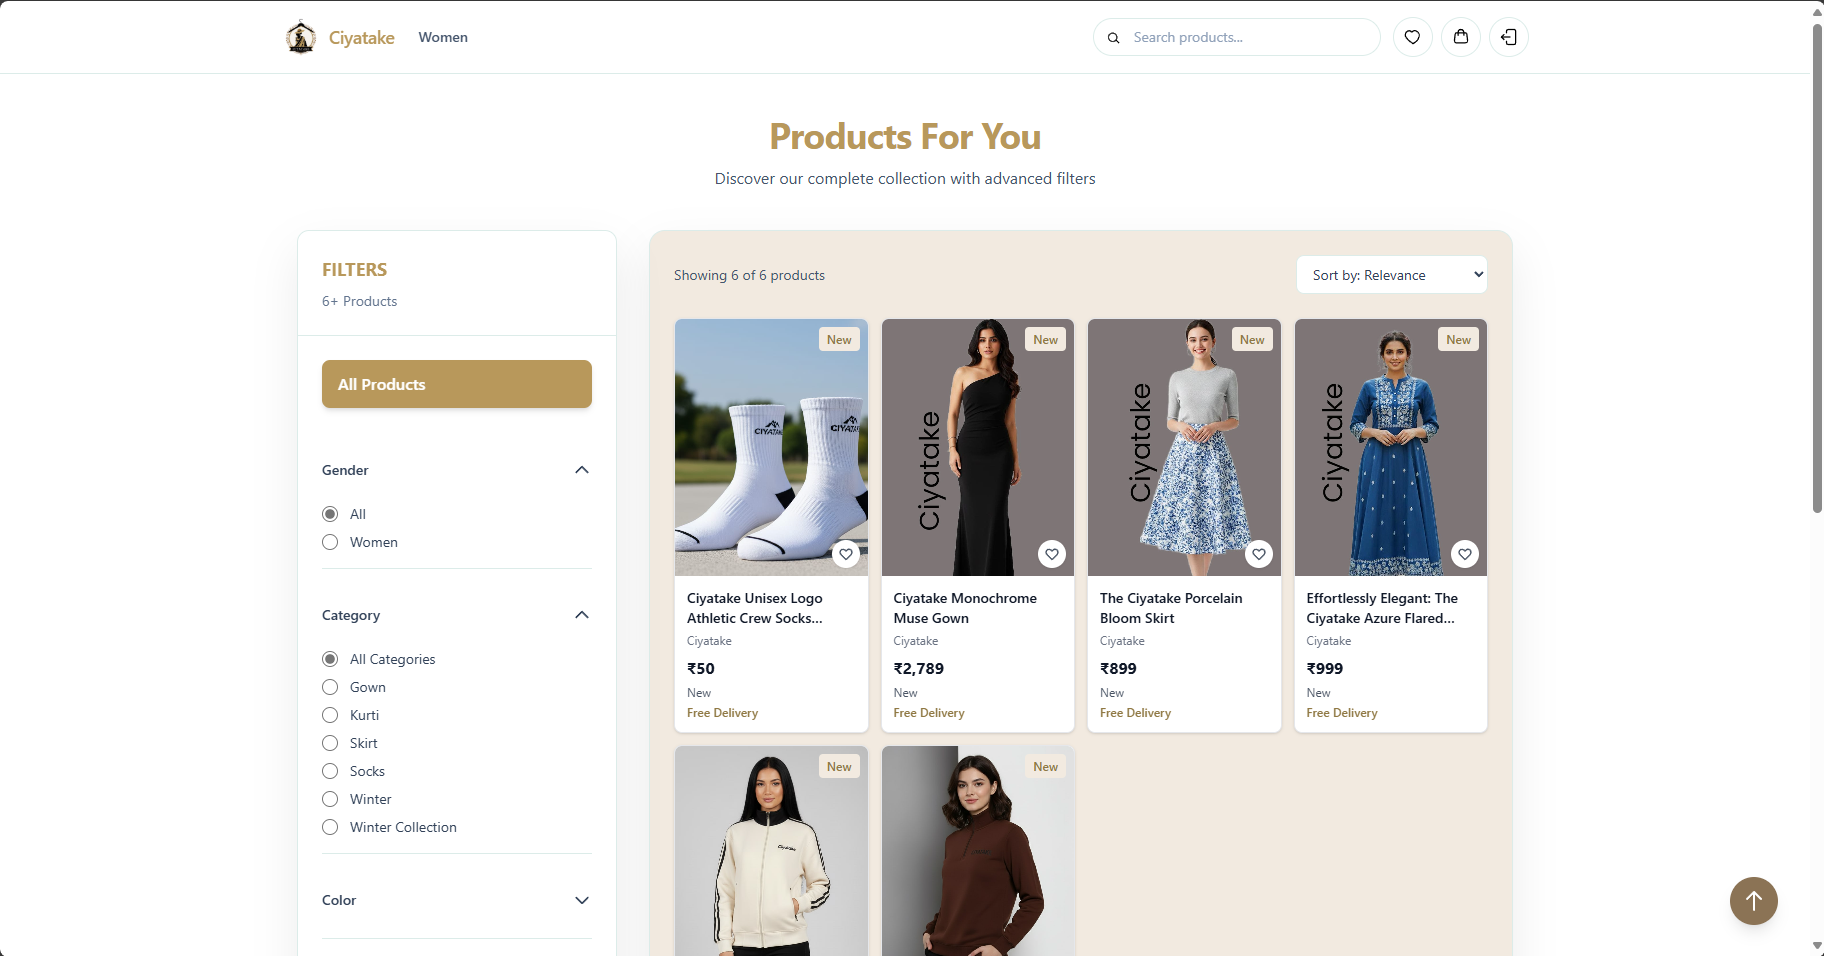 Ciyatake
Women
Search products...
Products For You
Discover our complete collection with advanced filters
FILTERS
6+ Products
All Products
Gender
All
Women
Category
All Categories
Gown
Kurti
Skirt
Socks
Winter
Winter Collection
Color
Showing 6 of 6 products
Sort by: Relevance
New
CIYATAKE
CIYATAKE
Ciyatake Unisex Logo
Athletic Crew Socks...
Ciyatake
₹50
New
Free Delivery
New
Ciyatake
Ciyatake Monochrome
Muse Gown
Ciyatake
₹2,789
New
Free Delivery
New
Ciyatake
The Ciyatake Porcelain
Bloom Skirt
Ciyatake
₹899
New
Free Delivery
New
Ciyatake
Effortlessly Elegant: The
Ciyatake Azure Flared...
Ciyatake
₹999
New
Free Delivery
New
Ciyatake
New